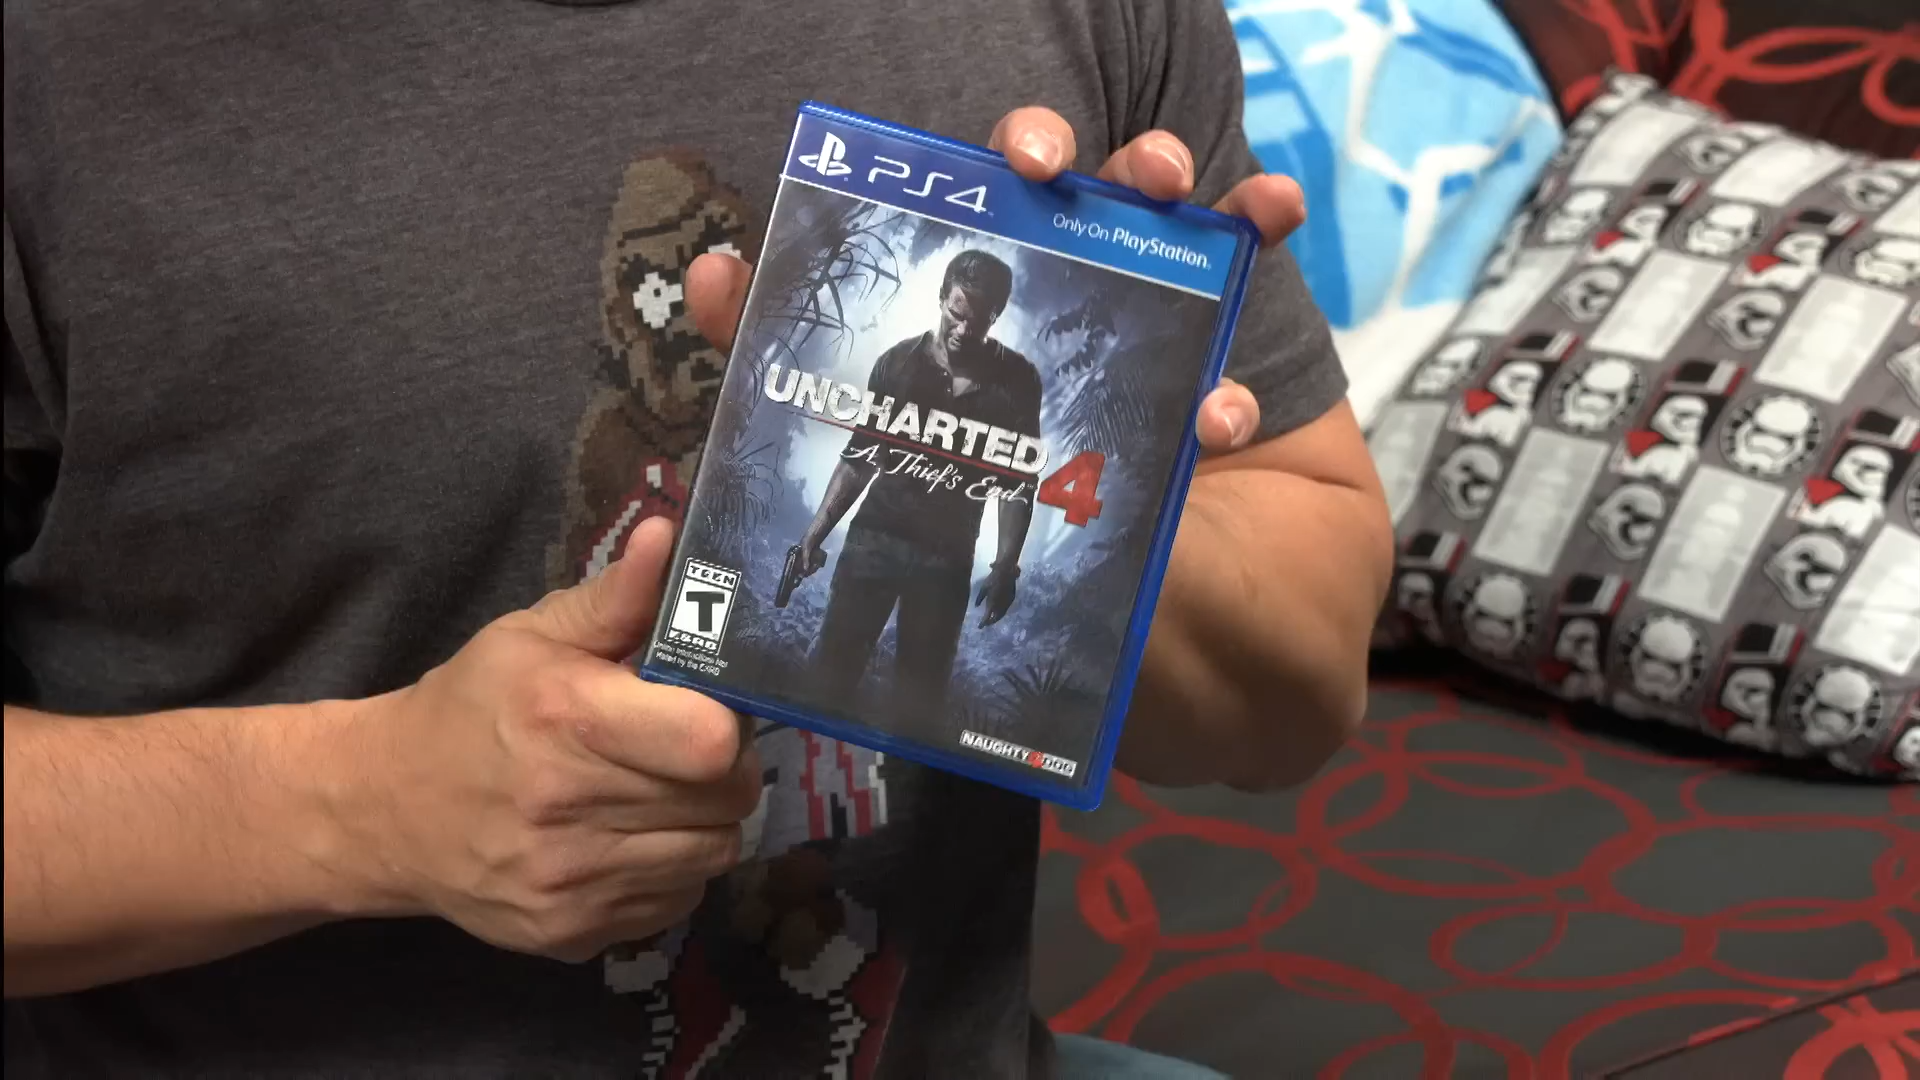 PS4
Only On PlayStation
UNCHARTED 4
A Thief's End
TEEN
T
ESRB
NAUGHTY DOG